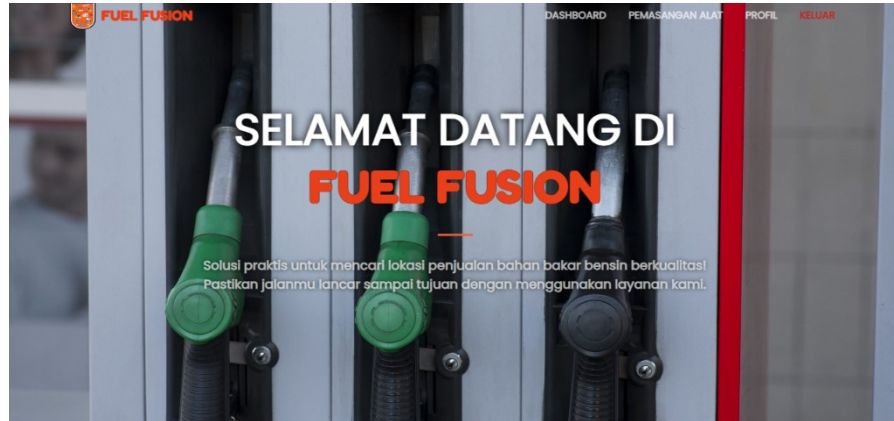 FUEL FUSION
DASHBOARD PEMASANGAN ALAT PROFIL KELUAR
SELAMAT DATANG DI
FUEL FUSION
Solusi praktis untuk mencari lokasi penjualan bahan bakar bensin berkualitas!
Pastikan jalanmu lancar sampai tujuan dengan menggunakan layanan kami.